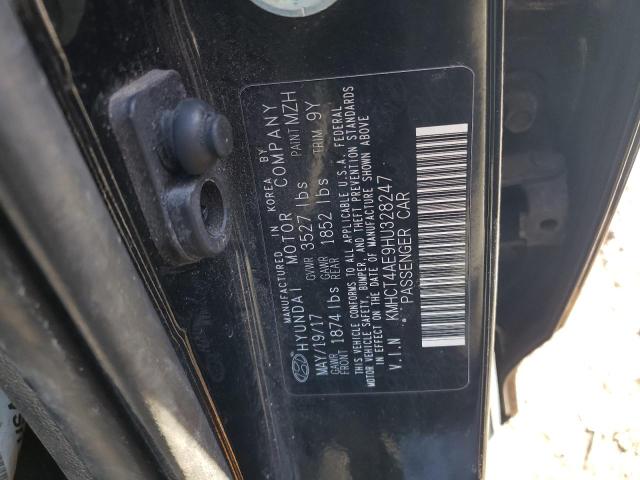 MANUFACTURED IN KOREA BY
HYUNDAI MOTOR COMPANY
MAY/19/17 GVWR 3527 lbs PAINT MZH
GAWR FRONT 1874 lbs GAWR REAR 1852 lbs TRIM 9Y
THIS VEHICLE CONFORMS TO ALL APPLICABLE U.S.A. FEDERAL
MOTOR VEHICLE SAFETY, BUMPER, AND THEFT PREVENTION STANDARDS
IN EFFECT ON THE DATE OF MANUFACTURE SHOWN ABOVE
V.I.N KMHCT4AE9HU328247
* PASSENGER CAR